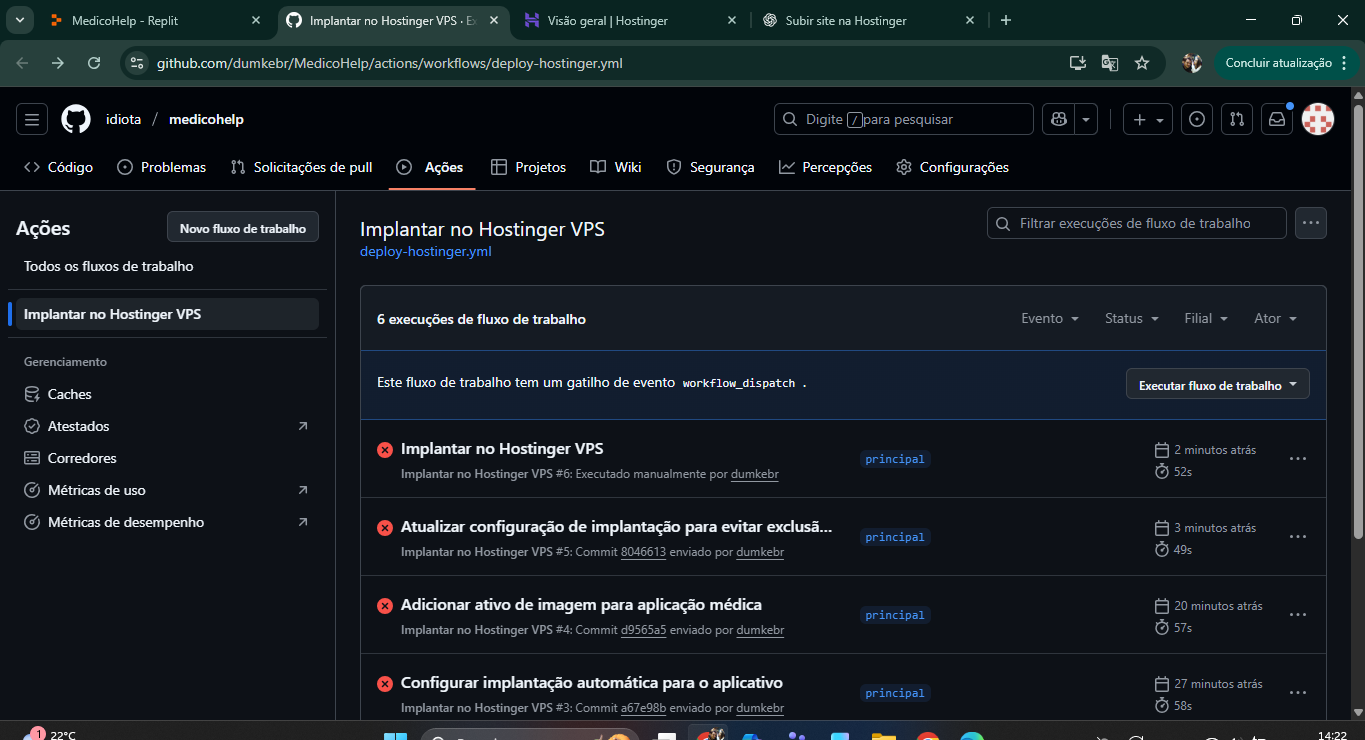 MedicoHelp - Replit
Implantar no Hostinger VPS · E
Visão geral | Hostinger
Subir site na Hostinger
github.com/dumkebr/MedicoHelp/actions/workflows/deploy-hostinger.yml
Concluir atualização
idiota / medicohelp
Digite / para pesquisar
Código
Problemas
Solicitações de pull
Ações
Projetos
Wiki
Segurança
Percepções
Configurações
Ações
Novo fluxo de trabalho
Todos os fluxos de trabalho
Implantar no Hostinger VPS
Gerenciamento
Caches
Atestados
Corredores
Métricas de uso
Métricas de desempenho
Implantar no Hostinger VPS
deploy-hostinger.yml
Filtrar execuções de fluxo de trabalho
6 execuções de fluxo de trabalho
Evento
Status
Filial
Ator
Este fluxo de trabalho tem um gatilho de evento workflow_dispatch .
Executar fluxo de trabalho
Implantar no Hostinger VPS
Implantar no Hostinger VPS #6: Executado manualmente por dumkebr
principal
2 minutos atrás
52s
Atualizar configuração de implantação para evitar exclusã...
Implantar no Hostinger VPS #5: Commit 8046613 enviado por dumkebr
principal
3 minutos atrás
49s
Adicionar ativo de imagem para aplicação médica
Implantar no Hostinger VPS #4: Commit d9565a5 enviado por dumkebr
principal
20 minutos atrás
57s
Configurar implantação automática para o aplicativo
Implantar no Hostinger VPS #3: Commit a67e98b enviado por dumkebr
principal
27 minutos atrás
58s
1
22°C
14:22